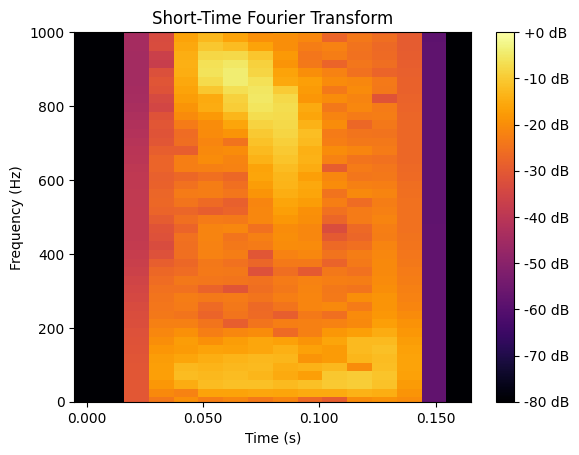 Short-Time Fourier Transform
1000
800
600
400
200
0
Frequency (Hz)
0.000
0.050
0.100
0.150
Time (s)
+0 dB
-10 dB
-20 dB
-30 dB
-40 dB
-50 dB
-60 dB
-70 dB
-80 dB